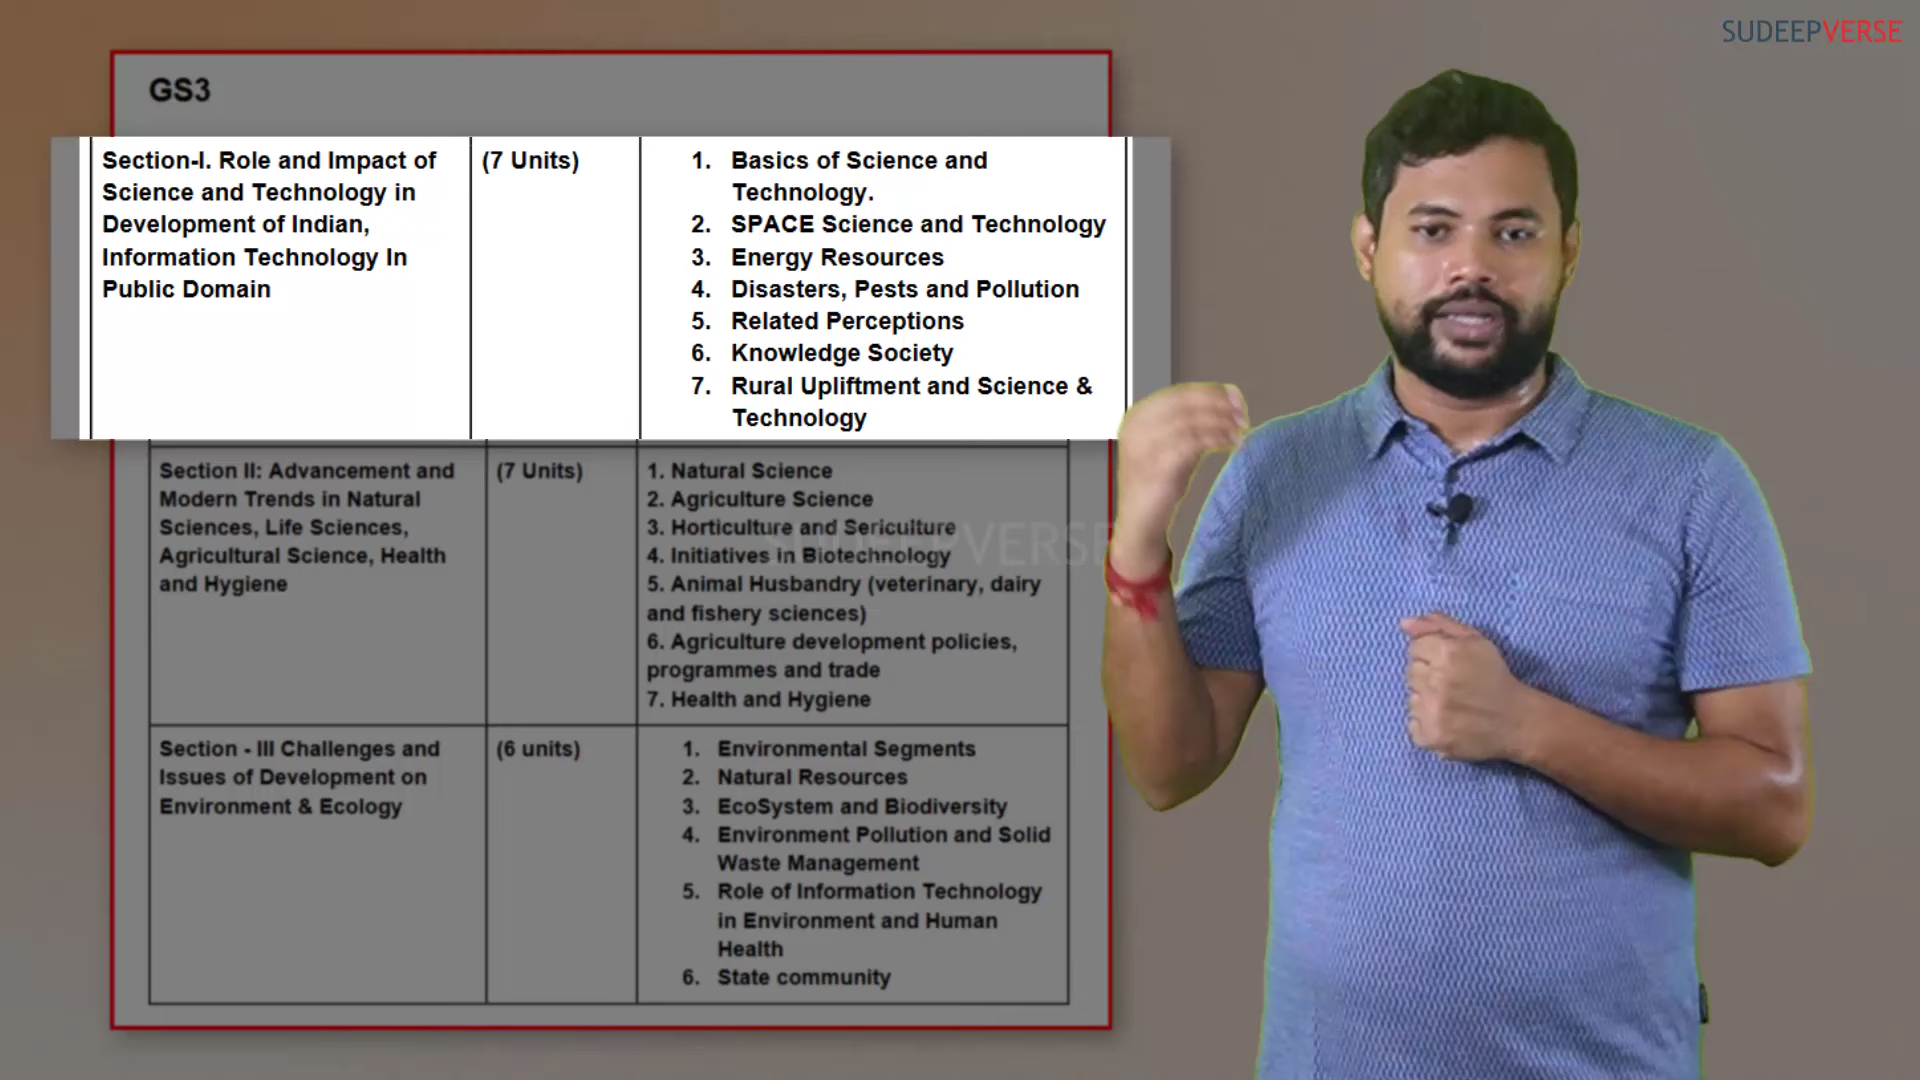 SUDEEPVERSE
GS3
Section-I. Role and Impact of
Science and Technology in
Development of Indian,
Information Technology In
Public Domain
(7 Units)
1. Basics of Science and
Technology.
2. SPACE Science and Technology
3. Energy Resources
4. Disasters, Pests and Pollution
5. Related Perceptions
6. Knowledge Society
7. Rural Upliftment and Science &
Technology
Section II: Advancement and
Modern Trends in Natural
Sciences, Life Sciences,
Agricultural Science, Health
and Hygiene
(7 Units)
1. Natural Science
2. Agriculture Science
3. Horticulture and Sericulture
4. Initiatives in Biotechnology
5. Animal Husbandry (veterinary, dairy
and fishery sciences)
6. Agriculture development policies,
programmes and trade
7. Health and Hygiene
SUDEEPVERSE
Section - III Challenges and
Issues of Development on
Environment & Ecology
(6 units)
1. Environmental Segments
2. Natural Resources
3. EcoSystem and Biodiversity
4. Environment Pollution and Solid
Waste Management
5. Role of Information Technology
in Environment and Human
Health
6. State community